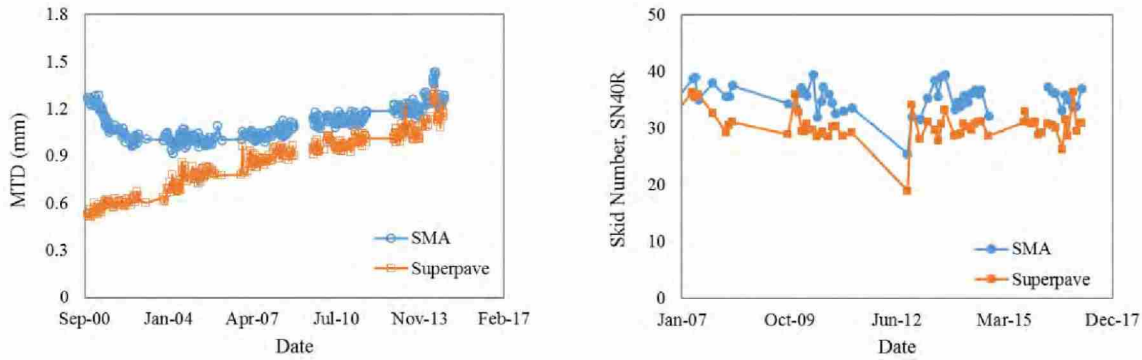 1.8
1.5
1.2
0.9
0.6
0.3
0
MTD (mm)
SMA
Superpave
Sep-00 Jan-04 Apr-07 Jul-10 Nov-13 Feb-17
Date
50
40
30
20
10
0
Skid Number, SN40R
SMA
Superpave
Jan-07 Oct-09 Jun-12 Mar-15 Dec-17
Date